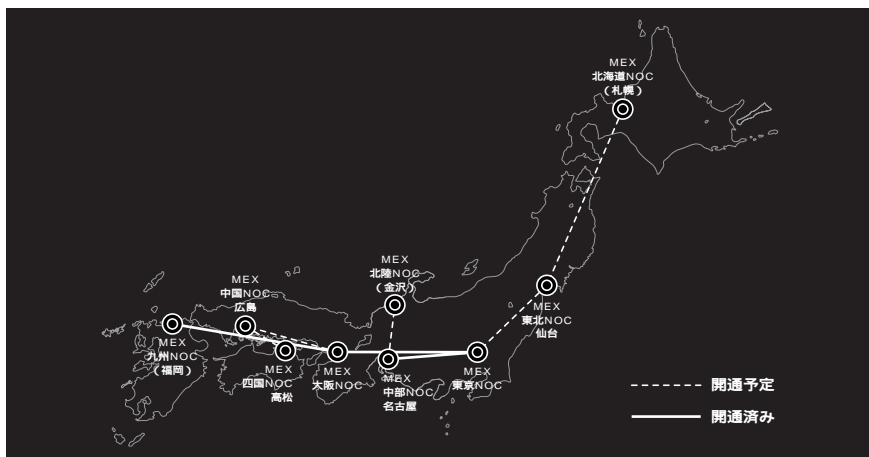 MEX
北海道NOC
（札幌）
MEX
北陸NOC
（金沢）
MEX
中国NOC
広島
MEX
東北NOC
仙台
MEX
九州NOC
（福岡）
MEX
四国NOC
高松
MEX
大阪NOC
MEX
中部NOC
名古屋
MEX
東京NOC
開通予定
開通済み